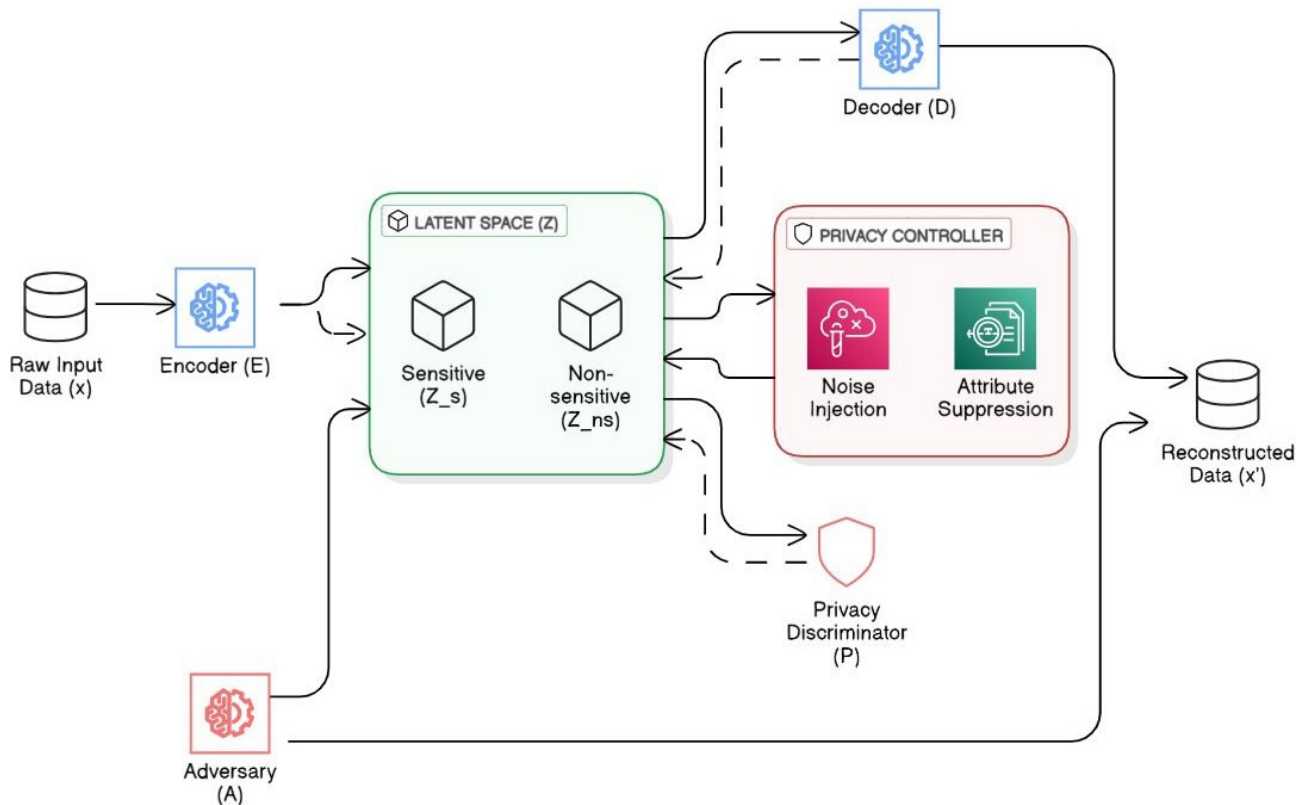 Decoder (D)
LATENT SPACE (Z)
PRIVACY CONTROLLER
Raw Input
Data (x)
Encoder (E)
Sensitive
(Z_s)
Non-
sensitive
(Z_ns)
Noise
Injection
Attribute
Suppression
Reconstructed
Data (x')
Privacy
Discriminator
(P)
Adversary
(A)